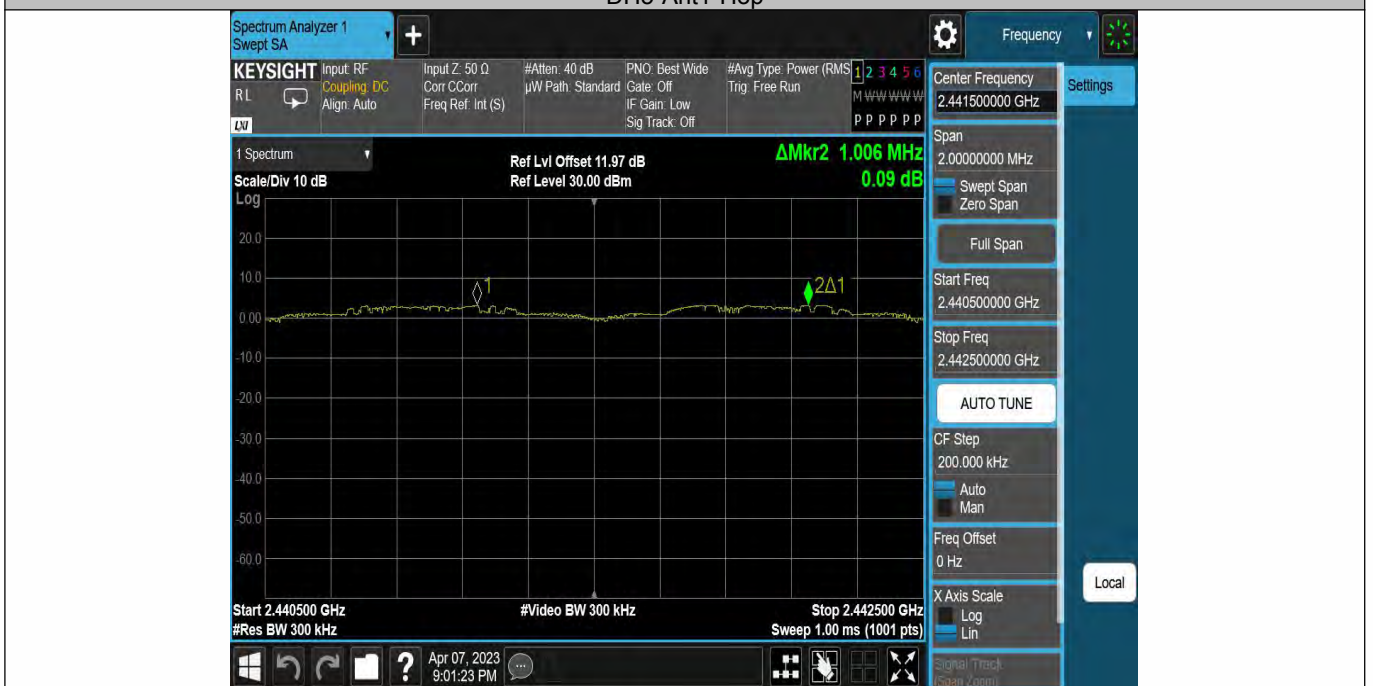 Spectrum Analyzer 1
Swept SA
+
Frequency
KEYSIGHT
RL
LXI
Input: RF
Coupling: DC
Align: Auto
Input Z: 50 Ω
Corr CCorr
Freq Ref: Int (S)
#Atten: 40 dB
µW Path: Standard
PNO: Best Wide
Gate: Off
IF Gain: Low
Sig Track: Off
#Avg Type: Power (RMS
Trig: Free Run
1 2 3 4 5 6
M W W W W W
P P P P P P
Settings
Center Frequency
2.441500000 GHz
Span
2.00000000 MHz
Swept Span
Zero Span
Full Span
Start Freq
2.440500000 GHz
Stop Freq
2.442500000 GHz
AUTO TUNE
CF Step
200.000 kHz
Auto
Man
Freq Offset
0 Hz
X Axis Scale
Log
Lin
Signal Track
(Span Zoom)
Local
1 Spectrum
Scale/Div 10 dB
Ref Lvl Offset 11.97 dB
Ref Level 30.00 dBm
ΔMkr2 1.006 MHz
0.09 dB
Log
20.0
10.0
0.00
-10.0
-20.0
-30.0
-40.0
-50.0
-60.0
1
2Δ1
Start 2.440500 GHz
#Res BW 300 kHz
#Video BW 300 kHz
Stop 2.442500 GHz
Sweep 1.00 ms (1001 pts)
?
Apr 07, 2023
9:01:23 PM